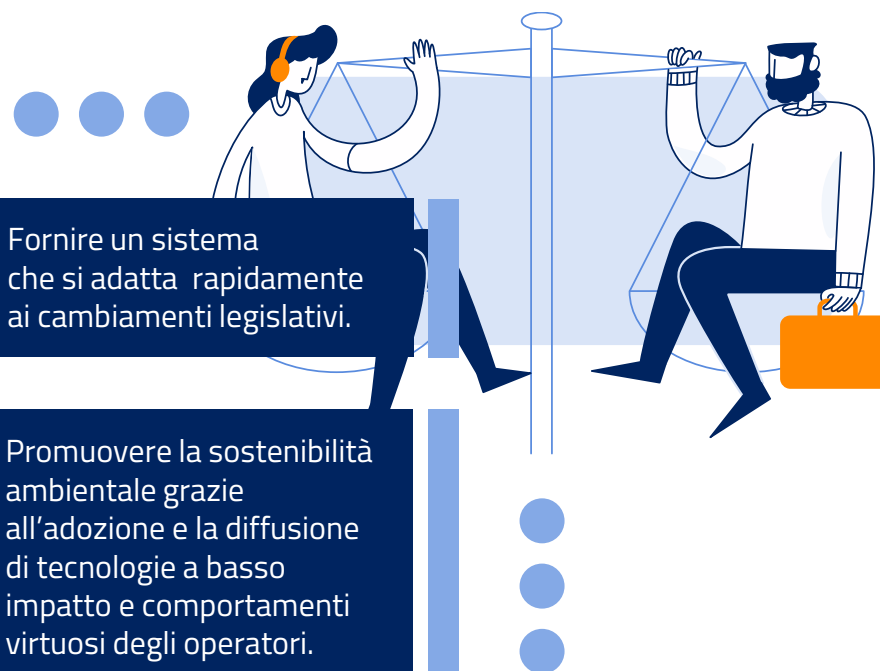 Fornire un sistema
che si adatta rapidamente
ai cambiamenti legislativi.
Promuovere la sostenibilità
ambientale grazie
all’adozione e la diffusione
di tecnologie a basso
impatto e comportamenti
virtuosi degli operatori.